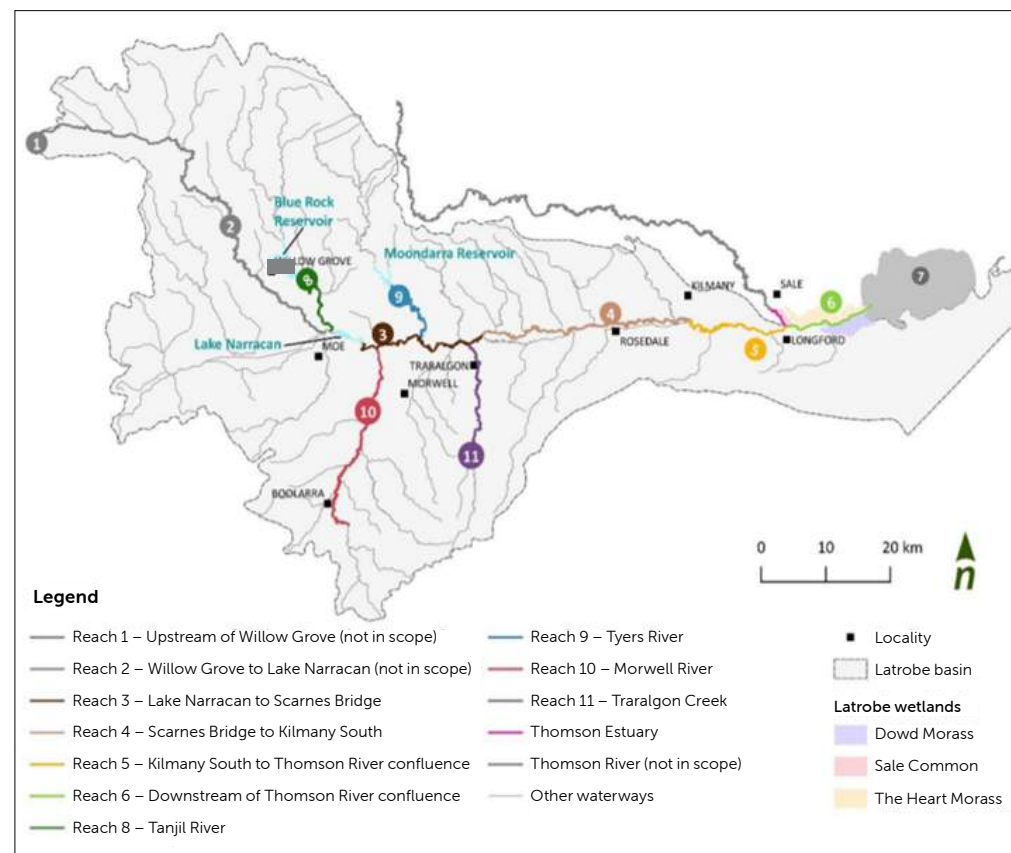 1
2
Blue Rock
Reservoir
LOW GROVE
8
Moondarra Reservoir
9
7
SALE
KILMANY
6
4
3
Lake Narracan
MOE
ROSEDALE
LONGFORD
5
TRARALGON
MORWELL
10
11
BOOLARRA
0 10 20 km
n
Legend
Reach 1 – Upstream of Willow Grove (not in scope)
Reach 2 – Willow Grove to Lake Narracan (not in scope)
Reach 3 – Lake Narracan to Scarnes Bridge
Reach 4 – Scarnes Bridge to Kilmany South
Reach 5 – Kilmany South to Thomson River confluence
Reach 6 – Downstream of Thomson River confluence
Reach 8 – Tanjil River
Reach 9 – Tyers River
Reach 10 – Morwell River
Reach 11 – Traralgon Creek
Thomson Estuary
Thomson River (not in scope)
Other waterways
Locality
Latrobe basin
Latrobe wetlands
Dowd Morass
Sale Common
The Heart Morass